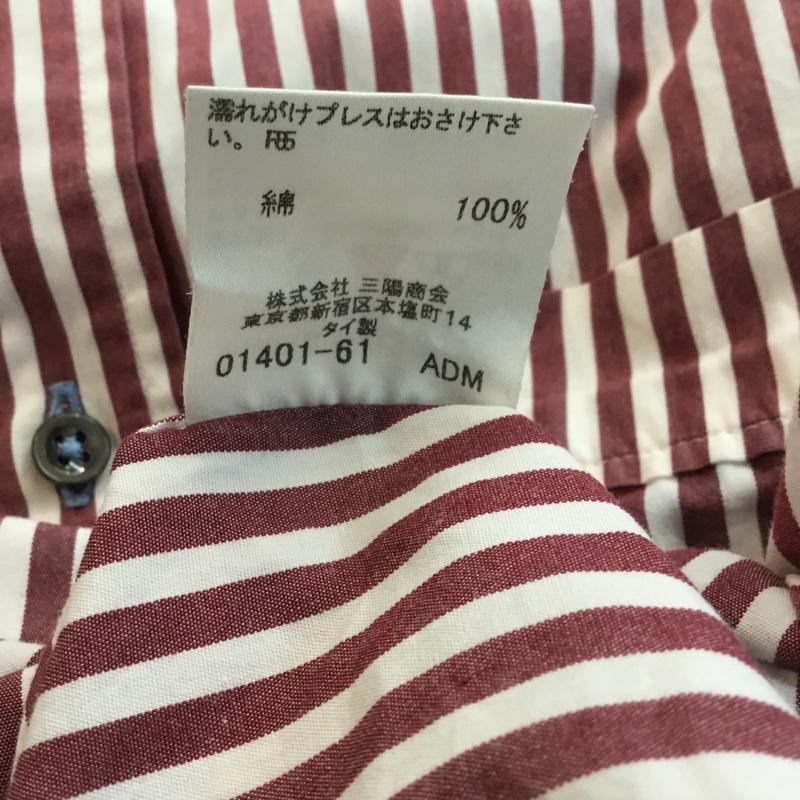 濡れがけプレスはおさけ下さ
い。
綿 100%
株式会社 三陽商会
東京都新宿区本塩町14
タイ製
01401-61 ADM